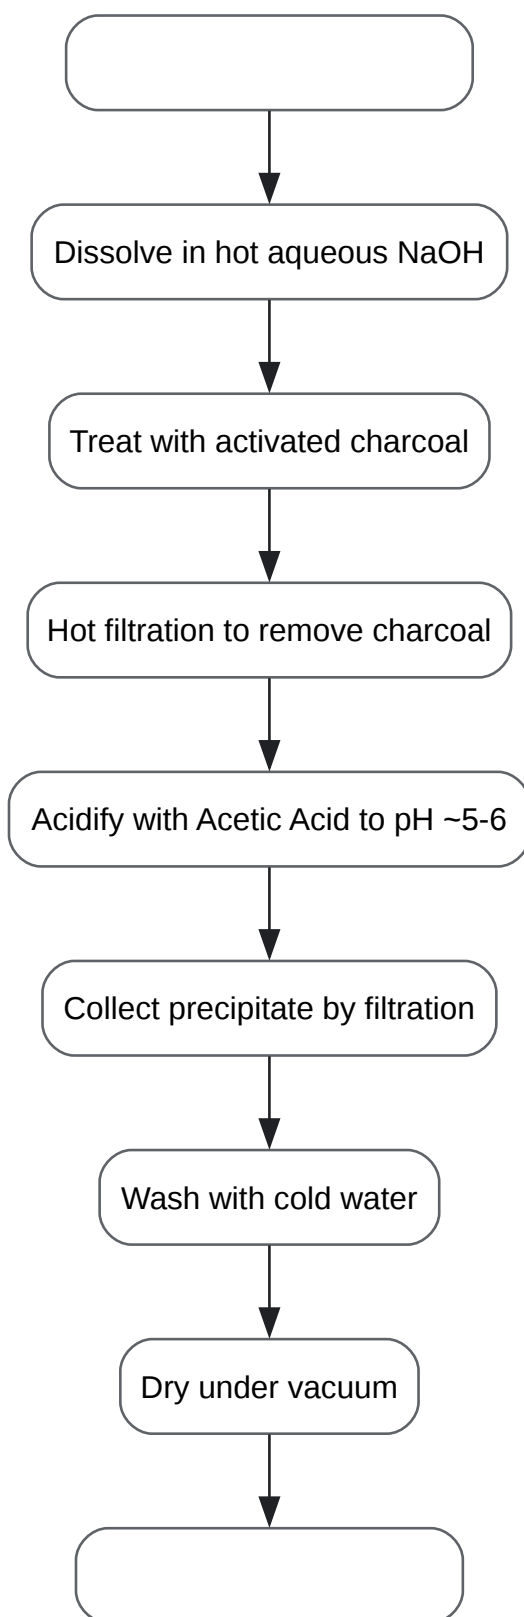 Dissolve in hot aqueous NaOH
Treat with activated charcoal
Hot filtration to remove charcoal
Acidify with Acetic Acid to pH ~5-6
Collect precipitate by filtration
Wash with cold water
Dry under vacuum